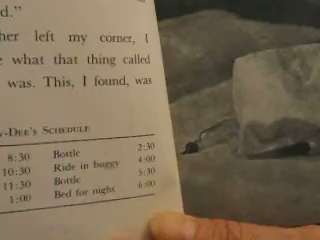 d."
her left my corner, I
e what that thing called
was. This, I found, was
y-Dee's Schedule
8:30 Bottle 2:30
10:30 Ride in buggy 4:00
11:30 Bottle 5:30
1:00 Bed for night 6:00